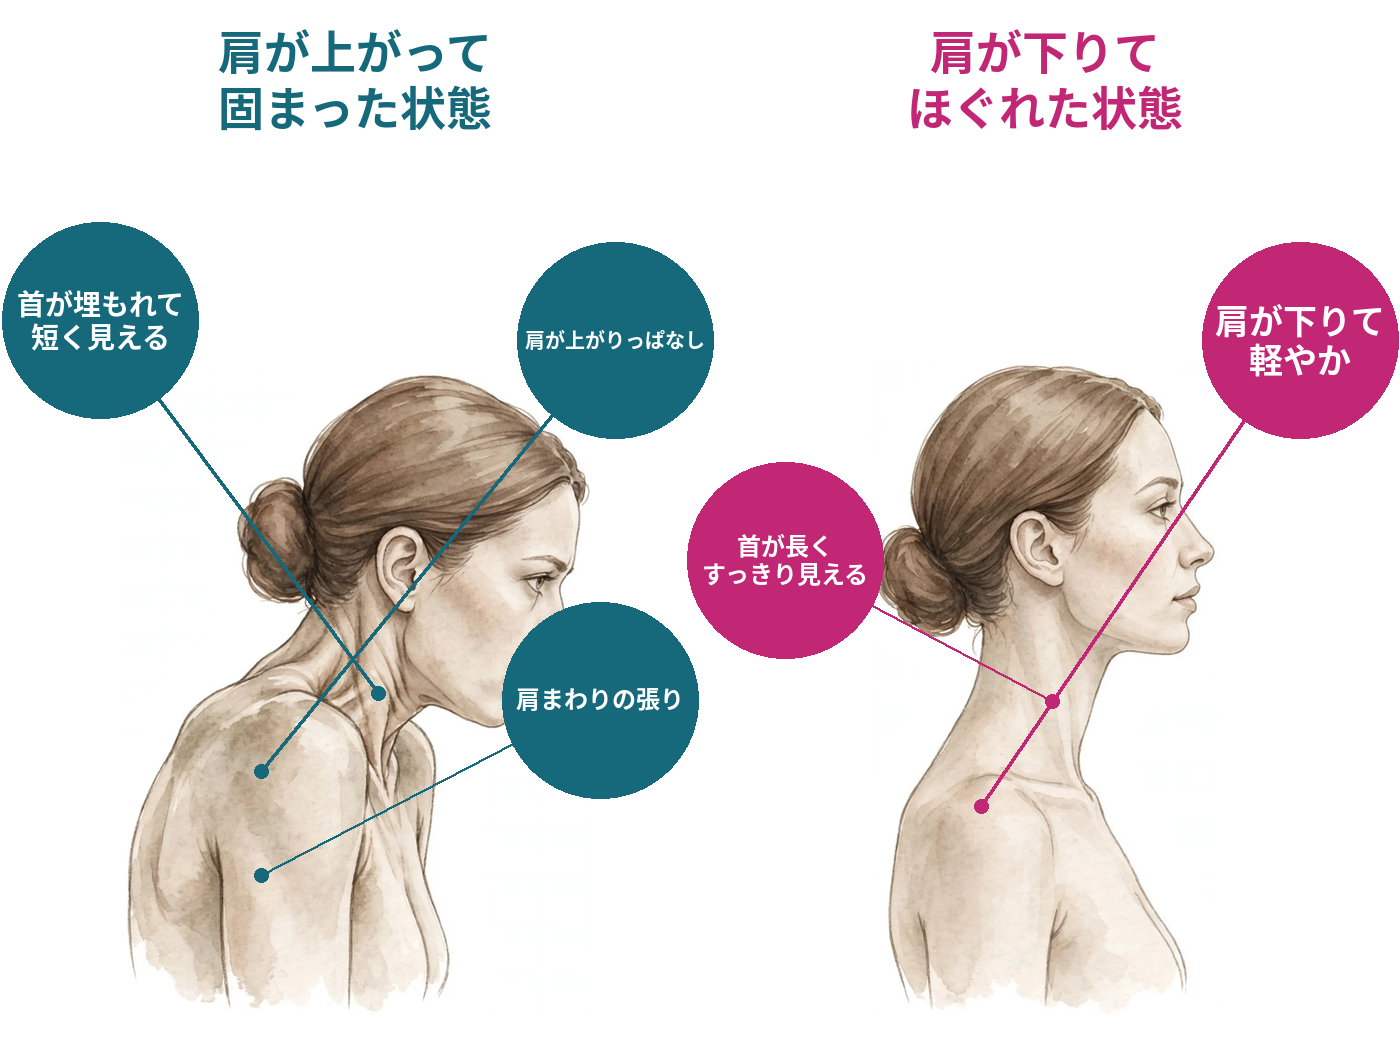 肩が上がって
固まった状態
首が埋もれて
短く見える
肩が上がりっぱなし
肩まわりの張り
肩が下りて
ほぐれた状態
肩が下りて
軽やか
首が長く
すっきり見える